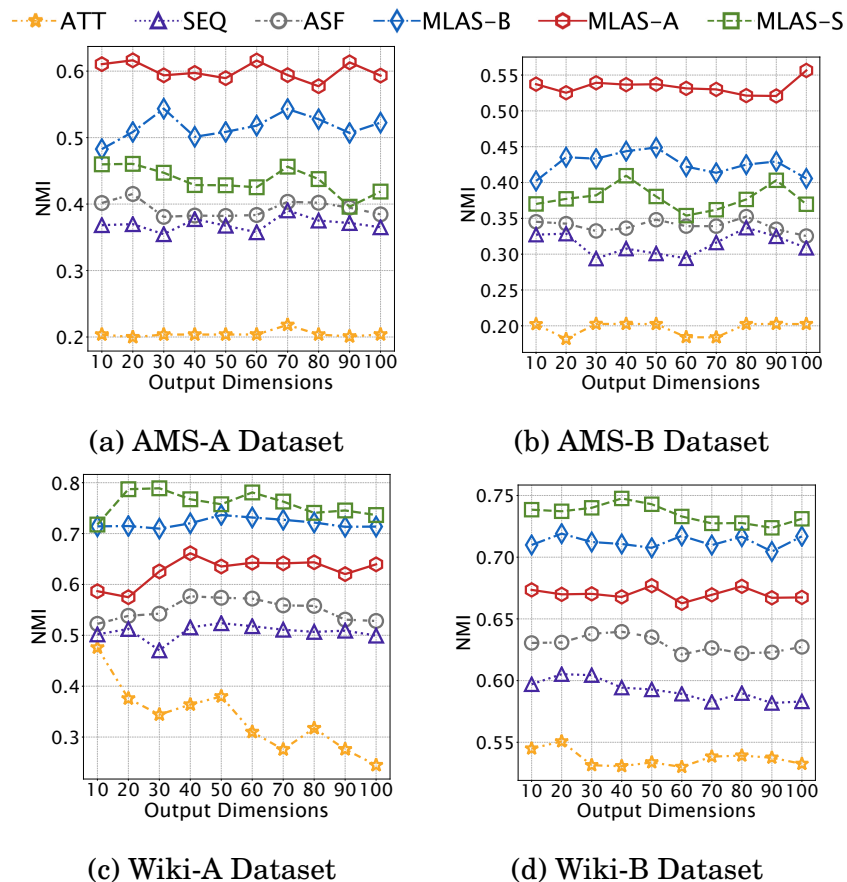 ATT SEQ ASF MLAS-B MLAS-A MLAS-S
0.6
0.5
0.4
0.3
0.2
NMI
10 20 30 40 50 60 70 80 90 100
Output Dimensions
(a) AMS-A Dataset
0.55
0.50
0.45
0.40
0.35
0.30
0.25
0.20
NMI
10 20 30 40 50 60 70 80 90 100
Output Dimensions
(b) AMS-B Dataset
0.8
0.7
0.6
0.5
0.4
0.3
NMI
10 20 30 40 50 60 70 80 90 100
Output Dimensions
(c) Wiki-A Dataset
0.75
0.70
0.65
0.60
0.55
NMI
10 20 30 40 50 60 70 80 90 100
Output Dimensions
(d) Wiki-B Dataset